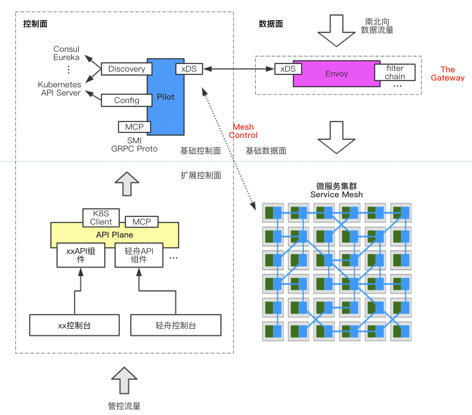 控制面
数据面
南北向
数据流量
Consul
Eureka
⋮
Kubernetes
API Server
Discovery
xDS
Pilot
Config
MCP
SMI
GRPC Proto
xDS
Envoy
filter
chain
...
The
Gateway
Mesh
Control
基础控制面
基础数据面
扩展控制面
K8S
Client
MCP
API Plane
xxAPI组
件
轻舟API
组件
...
xx控制台
轻舟控制台
管控流量
微服务集群
Service Mesh